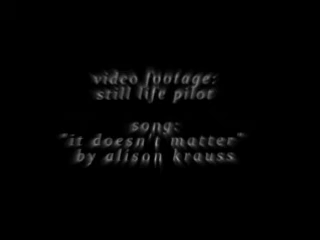 video footage:
still life pilot
song:
"it doesn't matter"
by alison krauss